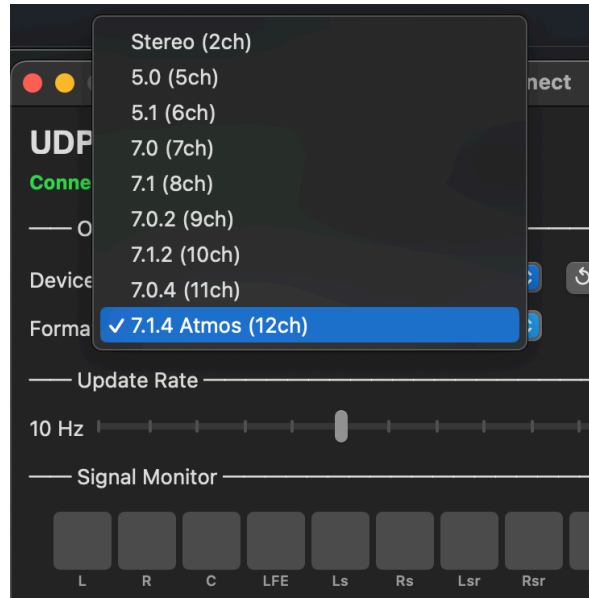 Stereo (2ch)
5.0 (5ch)
nect
5.1 (6ch)
UDP
7.0 (7ch)
Conne
7.1 (8ch)
7.0.2 (9ch)
O
7.1.2 (10ch)
Device
7.0.4 (11ch)
Forma
✓ 7.1.4 Atmos (12ch)
Update Rate
10 Hz
Signal Monitor
L R C LFE Ls Rs Lsr Rsr